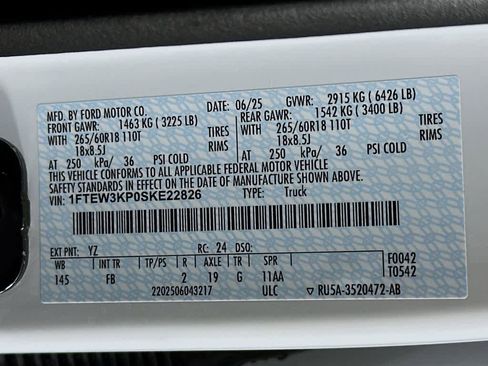 MFD. BY FORD MOTOR CO. DATE: 06/25 GVWR: 2915 KG ( 6426 LB)
FRONT GAWR: 1463 KG ( 3225 LB) REAR GAWR: 1542 KG ( 3400 LB)
WITH 265/60R18 110T TIRES WITH 265/60R18 110T TIRES
18x8.5J RIMS 18x8.5J RIMS
AT 250 kPa/ 36 PSI COLD AT 250 kPa/ 36 PSI COLD
THIS VEHICLE CONFORMS TO ALL APPLICABLE FEDERAL MOTOR VEHICLE
SAFETY STANDARDS IN EFFECT ON THE DATE OF MANUFACTURE SHOWN ABOVE.
VIN: 1FTEW3KP0SKE22826 TYPE: Truck
EXT PNT: YZ RC: 24 DSO: F0042
WB INT TR TP/PS R AXLE TR SPR T0542
145 FB 2 19 G 11AA
2202506043217 ULC ▽ RU5A-3520472-AB